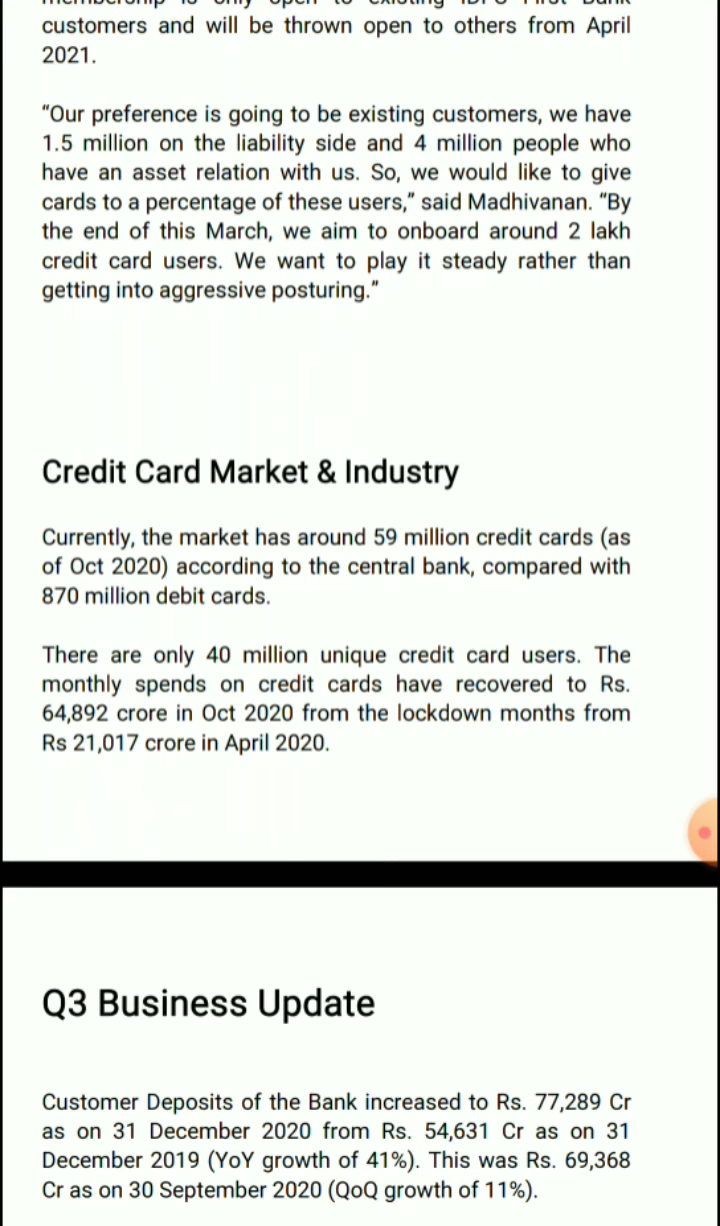 membership is only open to existing IDFC First Bank
customers and will be thrown open to others from April
2021.
“Our preference is going to be existing customers, we have
1.5 million on the liability side and 4 million people who
have an asset relation with us. So, we would like to give
cards to a percentage of these users,” said Madhivanan. “By
the end of this March, we aim to onboard around 2 lakh
credit card users. We want to play it steady rather than
getting into aggressive posturing.”
Credit Card Market & Industry
Currently, the market has around 59 million credit cards (as
of Oct 2020) according to the central bank, compared with
870 million debit cards.
There are only 40 million unique credit card users. The
monthly spends on credit cards have recovered to Rs.
64,892 crore in Oct 2020 from the lockdown months from
Rs 21,017 crore in April 2020.
Q3 Business Update
Customer Deposits of the Bank increased to Rs. 77,289 Cr
as on 31 December 2020 from Rs. 54,631 Cr as on 31
December 2019 (YoY growth of 41%). This was Rs. 69,368
Cr as on 30 September 2020 (QoQ growth of 11%).